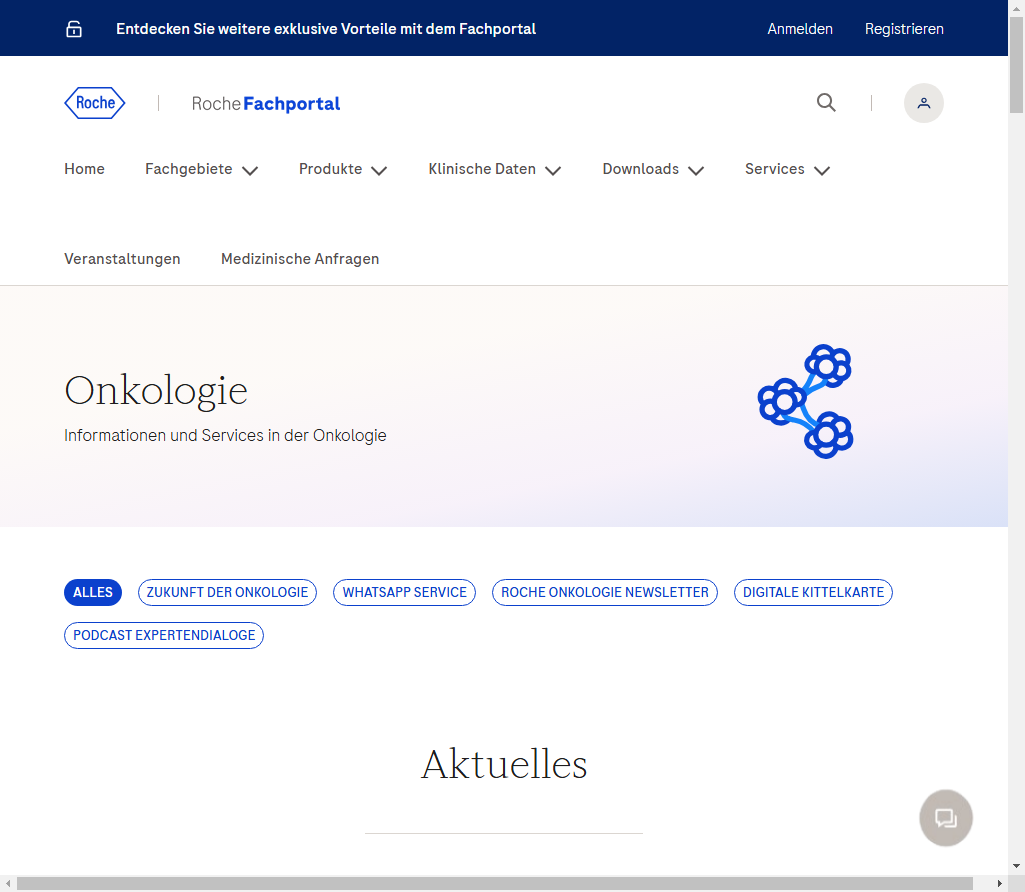 Entdecken Sie weitere exklusive Vorteile mit dem Fachportal
Anmelden
Registrieren
Roche
Roche Fachportal
Home
Fachgebiete
Produkte
Klinische Daten
Downloads
Services
Veranstaltungen
Medizinische Anfragen
Onkologie
Informationen und Services in der Onkologie
ALLES
ZUKUNFT DER ONKOLOGIE
WHATSAPP SERVICE
ROCHE ONKOLOGIE NEWSLETTER
DIGITALE KITTELKARTE
PODCAST EXPERTENDIALOGE
Aktuelles